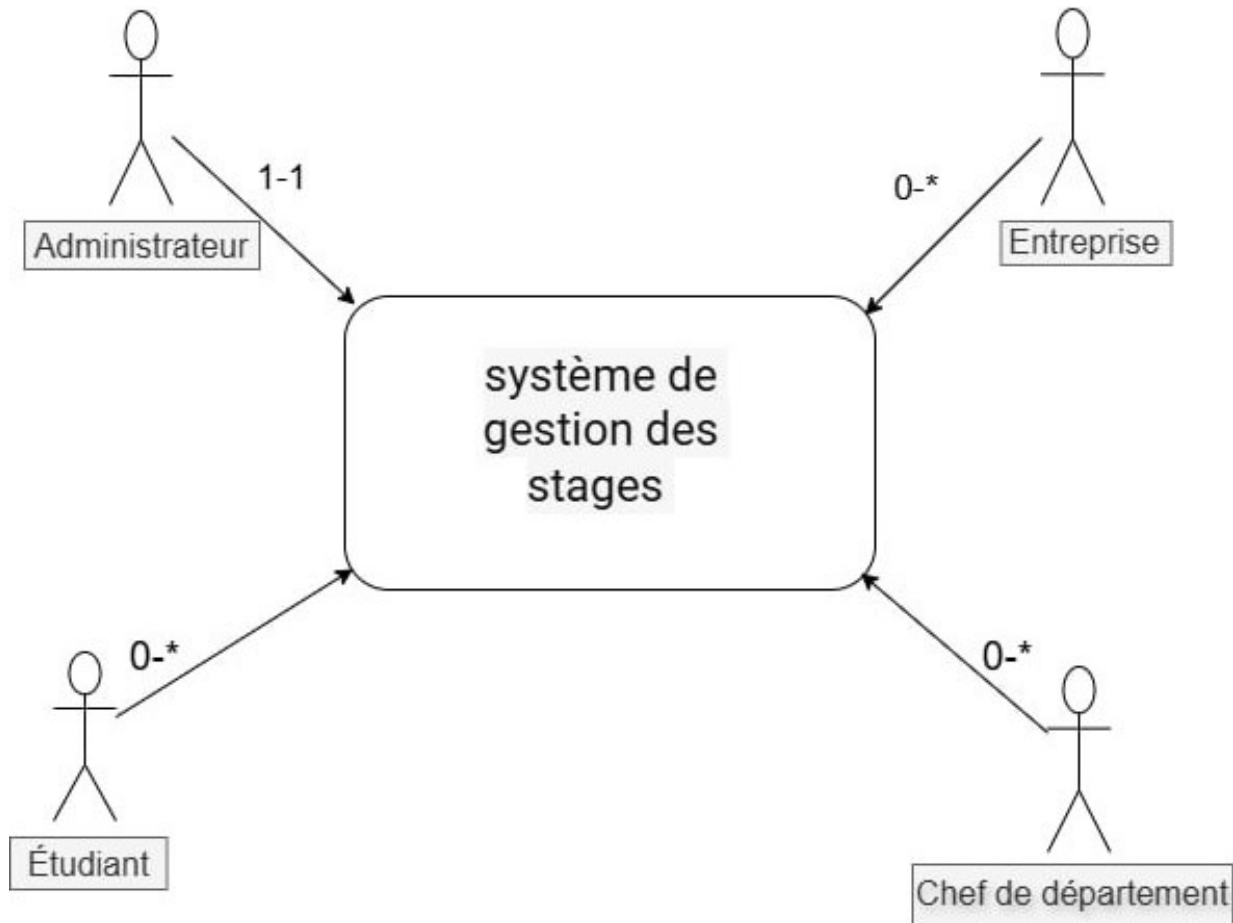 1-1
0-*
Administrateur
Entreprise
système de
gestion des
stages
0-*
0-*
Étudiant
Chef de département